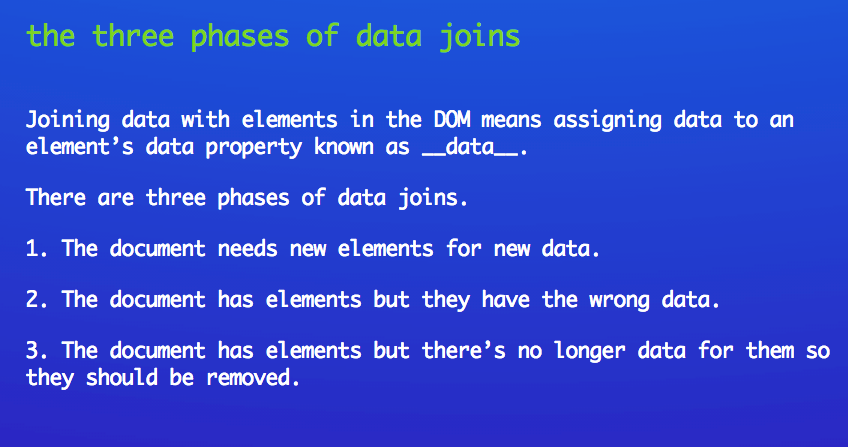 the three phases of data joins
Joining data with elements in the DOM means assigning data to an
element’s data property known as __data__.
There are three phases of data joins.
1. The document needs new elements for new data.
2. The document has elements but they have the wrong data.
3. The document has elements but there’s no longer data for them so
they should be removed.